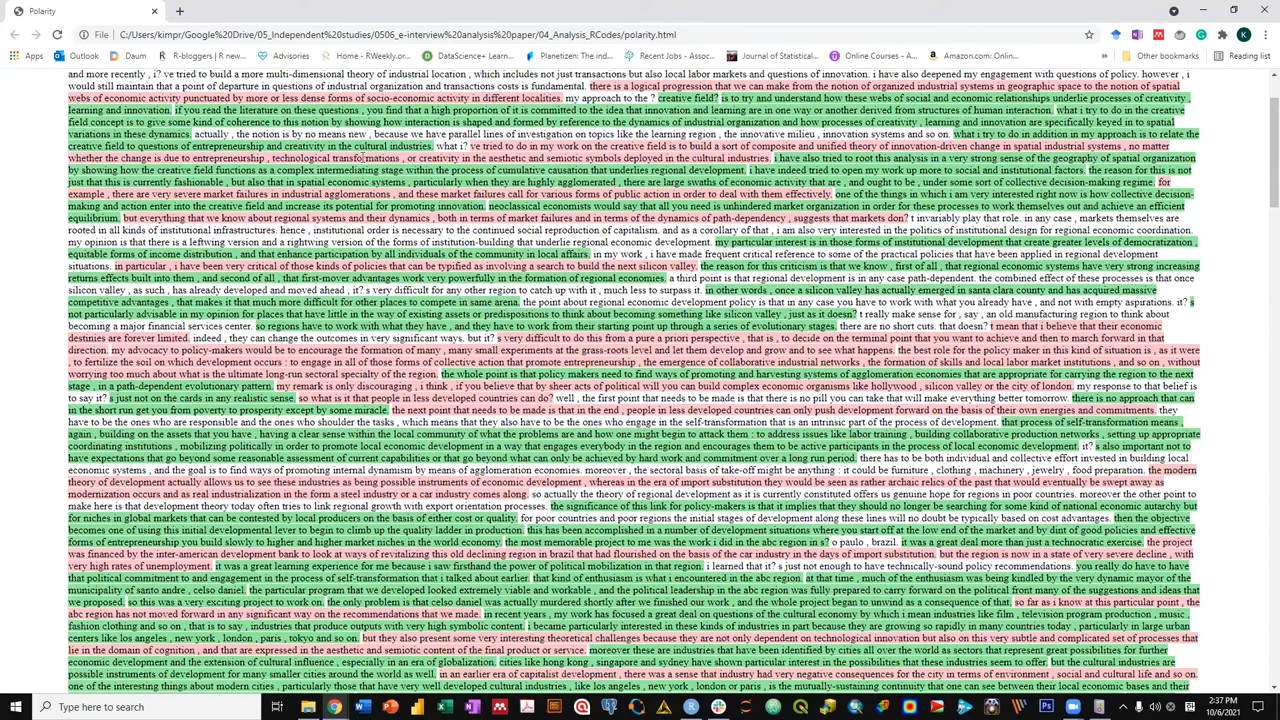 Polarity
File | C:/Users/kimpr/Google%20Drive/05_Independent%20studies/0506_e-interview%20analysis%20paper/04_Analysis_RCodes/polarity.html
Apps Outlook Daum R-bloggers | R new... Advisories Home - RWeekly.or... DataScience+ Learn... Planetizen: The inde... Recent Jobs - Associ... Journal of Statistical... Online Courses - A... Amazon.com: Onlin... Other bookmarks Reading list
and more recently , i? ve tried to build a more multi-dimensional theory of industrial location , which includes not just transactions but also local labor markets and questions of innovation. i have also deepened my engagement with questions of policy. however , i
would still maintain that a point of departure in questions of industrial organization and transactions costs is fundamental. there is a logical progression that we can make from the notion of organized industrial systems in geographic space to the notion of spatial
webs of economic activity punctuated by more or less dense forms of socio-economic activity in different localities. my approach to the ? creative field? is to try and understand how these webs of social and economic relationships underlie processes of creativity ,
learning and innovation. if you read the literature on these questions , you find that a high proportion of it is committed to the idea that innovation and learning are in one way or another derived from structures of human interaction. what i try to do in the creative
field concept is to give some kind of coherence to this notion by showing how interaction is shaped and formed by reference to the dynamics of industrial organization and how processes of creativity , learning and innovation are specifically keyed in to spatial
variations in these dynamics. actually , the notion is by no means new , because we have parallel lines of investigation on topics like the learning region , the innovative milieu , innovation systems and so on. what i try to do in addition in my approach is to relate
the creative field to questions of entrepreneurship and creativity in the cultural industries. what i? ve tried to do in my work on the creative field is to build a sort of composite and unified theory of innovation-driven change in spatial industrial systems , no matter
whether the change is due to entrepreneurship , technological transformations , or creativity in the aesthetic and semiotic symbols deployed in the cultural industries. i have also tried to root this analysis in a very strong sense of the geography of spatial organization
by showing how the creative field functions as a complex intermediating stage within the process of cumulative causation that underlies regional development. i have indeed tried to open my work up more to social and institutional factors. the reason for this is not
just that this is currently fashionable , but also that in spatial economic systems , particularly when they are highly agglomerated , there are large swaths of economic activity that are , and ought to be , under some sort of collective decision-making regime. for
example , there are very severe market failures in industrial agglomerations , and these market failures call for various forms of public action in order to deal with them effectively. one of the things in which i am very interested right now is how collective decision-
making and action enter into the creative field and increase its potential for promoting innovation. neoclassical economists would say that all you need is unhindered market organization in order for these processes to work themselves out and achieve an efficient
equilibrium. but everything that we know about regional systems and their dynamics , both in terms of market failures and in terms of the dynamics of path-dependency , suggests that markets don? t invariably play that role. in any case , markets themselves are
rooted in all kinds of institutional infrastructures. hence , institutional order is necessary to the continued social reproduction of capitalism. and as a corollary of that , i am also very interested in the politics of institutional design for regional economic coordination.
my opinion is that there is a leftwing version and a rightwing version of the forms of institution-building that underlie regional economic development. my particular interest is in those forms of institutional development that create greater levels of democratization ,
equitable forms of income distribution , and that enhance participation by all individuals of the community in local affairs. in my work , i have made frequent critical reference to some of the practical policies that have been applied in regional development
situations. in particular , i have been very critical of those kinds of policies that can be typified as involving a search to build the next silicon valley. the reason for this criticism is that we know , first of all , that regional economic systems have very strong increasing
returns effects built into them , and second of all , that first-mover advantages work very powerfully in the formation of regional economies. a third point is that regional development is in any case path-dependent. the combined effect of these processes is that once
silicon valley , as such , has already developed and moved ahead , it? s very difficult for any other region to catch up with it , much less to surpass it. in other words , once a silicon valley has actually emerged in santa clara county and has acquired massive
competitive advantages , that makes it that much more difficult for other places to compete in same arena. the point about regional economic development policy is that in any case you have to work with what you already have , and not with empty aspirations. it? s
not particularly advisable in my opinion for places that have little in the way of existing assets or predispositions to think about becoming something like silicon valley , just as it doesn? t really make sense for , say , an old manufacturing region to think about
becoming a major financial services center. so regions have to work with what they have , and they have to work from their starting point up through a series of evolutionary stages. there are no short cuts. that doesn? t mean that i believe that their economic
destinies are forever limited. indeed , they can change the outcomes in very significant ways. but it? s very difficult to do this from a pure a priori perspective , that is , to decide on the terminal point that you want to achieve and then to march forward in that
direction. my advocacy to policy-makers would be to encourage the formation of many , many small experiments at the grass-roots level and let them develop and grow and to see what happens. the best role for the policy maker in this kind of situation is , as it were
, to fertilize the soil on which development occurs : to engage in all of those forms of collective action that promote entrepreneurship , the emergence of collaborative industrial networks , the formation of skills and local labor market institutions , and so on , without
worrying too much about what is the ultimate long-run sectoral specialty of the region. the whole point is that policy makers need to find ways of promoting and harvesting systems of agglomeration economies that are appropriate for carrying the region to the next
stage , in a path-dependent evolutionary pattern. my remark is only discouraging , i think , if you believe that by sheer acts of political will you can build complex economic organisms like hollywood , silicon valley or the city of london. my response to that belief is
to say it? s just not on the cards in any realistic sense. so what is it that people in less developed countries can do? well , the first point that needs to be made is that there is no pill you can take that will make everything better tomorrow. there is no approach that can
in the short run get you from poverty to prosperity except by some miracle. the next point that needs to be made is that in the end , people in less developed countries can only push development forward on the basis of their own energies and commitments. they
have to be the ones who are responsible and the ones who shoulder the tasks , which means that they also have to be the ones who engage in the self-transformation that is an intrinsic part of the process of development. that process of self-transformation means ,
again , building on the assets that you have , having a clear sense within the local community of what the problems are and how one might begin to attack them : to address issues like labor training , building collaborative production networks , setting up appropriate
coordinating institutions , mobilizing politically in order to promote local economic development in a way that engages everybody in the region and encourages them to be active participants in the process of local economic development. it? s also important not to
have expectations that go beyond some reasonable assessment of current capabilities or that go beyond what can only be achieved by hard work and commitment over a long run period. there has to be both individual and collective effort invested in building local
economic systems , and the goal is to find ways of promoting internal dynamism by means of agglomeration economies. moreover , the sectoral basis of take-off might be anything : it could be furniture , clothing , machinery , jewelry , food preparation. the modern
theory of development actually allows us to see these industries as being possible instruments of economic development , whereas in the era of import substitution they would be seen as rather archaic relics of the past that would eventually be swept away as
modernization occurs and as real industrialization in the form a steel industry or a car industry comes along. so actually the theory of regional development as it is currently constituted offers us genuine hope for regions in poor countries. moreover the other point to
make here is that development theory today often tries to link regional growth with export orientation processes. the significance of this link for policy-makers is that it implies that they should no longer be searching for some kind of national economic autarchy but
for niches in global markets that can be contested by local producers on the basis of either cost or quality. for poor countries and poor regions the initial stages of development along these lines will no doubt be typically based on cost advantages. then the objective
becomes one of using this initial developmental lever to begin to climb up the quality ladder in production. this has been accomplished in a number of development situations where you start off at the low end of the market and by dint of good policies and effective
forms of entrepreneurship you build slowly to higher and higher market niches in the world economy. the most memorable project to me was the work i did in the abc region in s? o paulo , brazil. it was a great deal more than just a technocratic exercise. the project
was financed by the inter-american development bank to look at ways of revitalizing this old declining region in brazil that had flourished on the basis of the car industry in the days of import substitution. but the region is now in a state of very severe decline , with
very high rates of unemployment. it was a great learning experience for me because i saw firsthand the power of political mobilization in that region. i learned that it? s just not enough to have technically-sound policy recommendations. you really do have to have
that political commitment to and engagement in the process of self-transformation that i talked about earlier. that kind of enthusiasm is what i encountered in the abc region. at that time , much of the enthusiasm was being kindled by the very dynamic mayor of the
municipality of santo andre , celso daniel. the particular program that we developed looked extremely viable and workable , and the political leadership in the abc region was fully prepared to carry forward on the political front many of the suggestions and ideas that
we proposed. so this was a very exciting project to work on. the only problem is that celso daniel was actually murdered shortly after we finished our work , and the whole project began to unwind as a consequence of that. so far as i know at this particular point , the
abc region has not moved forward in any significant way on the recommendations that we made. in recent years , my work has focused a great deal on questions of the cultural economy by which i mean industries like film , television program production , music ,
fashion clothing and so on , that is to say , industries that produce outputs with very high symbolic content. i became particularly interested in these kinds of industries in part because they are growing so rapidly in many countries today , particularly in large urban
centers like los angeles , new york , london , paris , tokyo and so on. but they also present some very interesting theoretical challenges because they are not only dependent on technological innovation but also on this very subtle and complicated set of processes that
lie in the domain of cognition , and that are expressed in the aesthetic and semiotic content of the final product or service. moreover these are industries that have been identified by cities all over the world as sectors that represent great possibilities for further
economic development and the extension of cultural influence , especially in an era of globalization. cities like hong kong , singapore and sydney have shown particular interest in the possibilities that these industries seem to offer. but the cultural industries are
possible instruments of development for many smaller cities around the world as well. in an earlier era of capitalist development , there was a sense that industry had very negative consequences for the city in terms of environment , social and cultural life and so on.
one of the interesting things about modern cities , particularly those that have very well developed cultural industries , like los angeles , new york , london or paris , is the mutually-sustaining continuity that one can see between their local economic bases and their
Type here to search
2:37 PM
10/6/2021